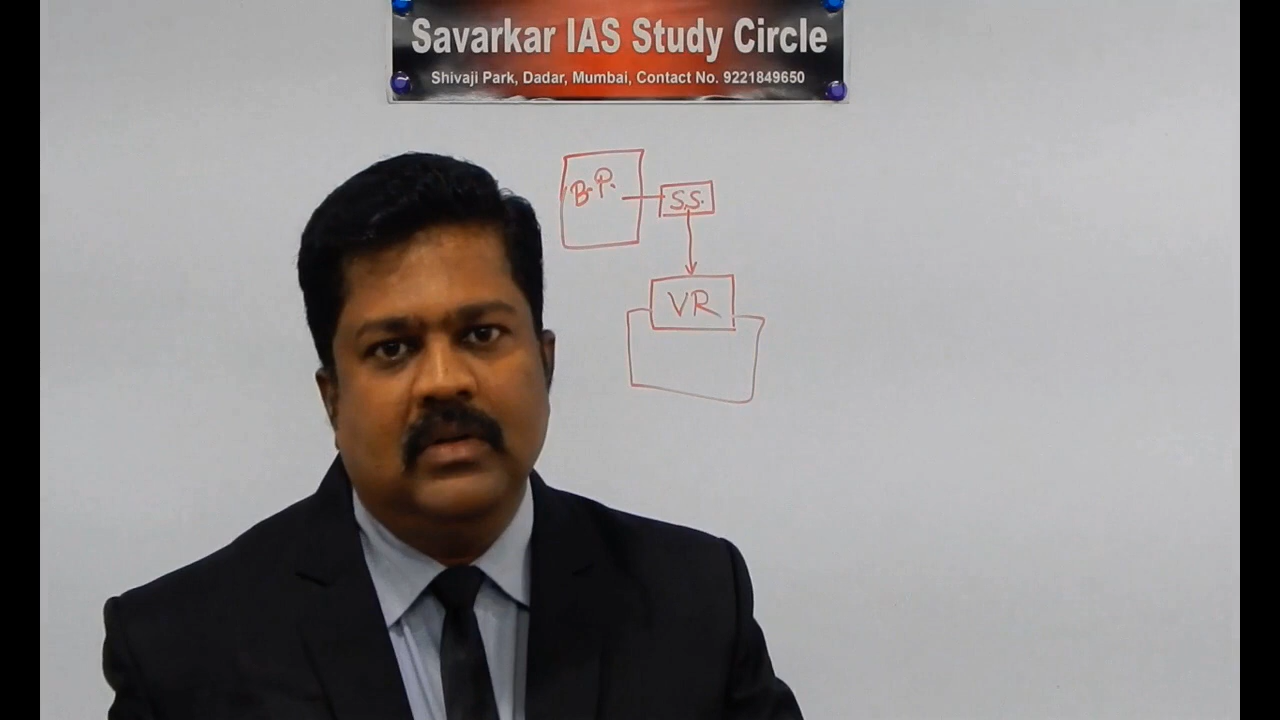 Savarkar IAS Study Circle
Shivaji Park, Dadar, Mumbai, Contact No. 9221849650
B.P.
S.S.
VR